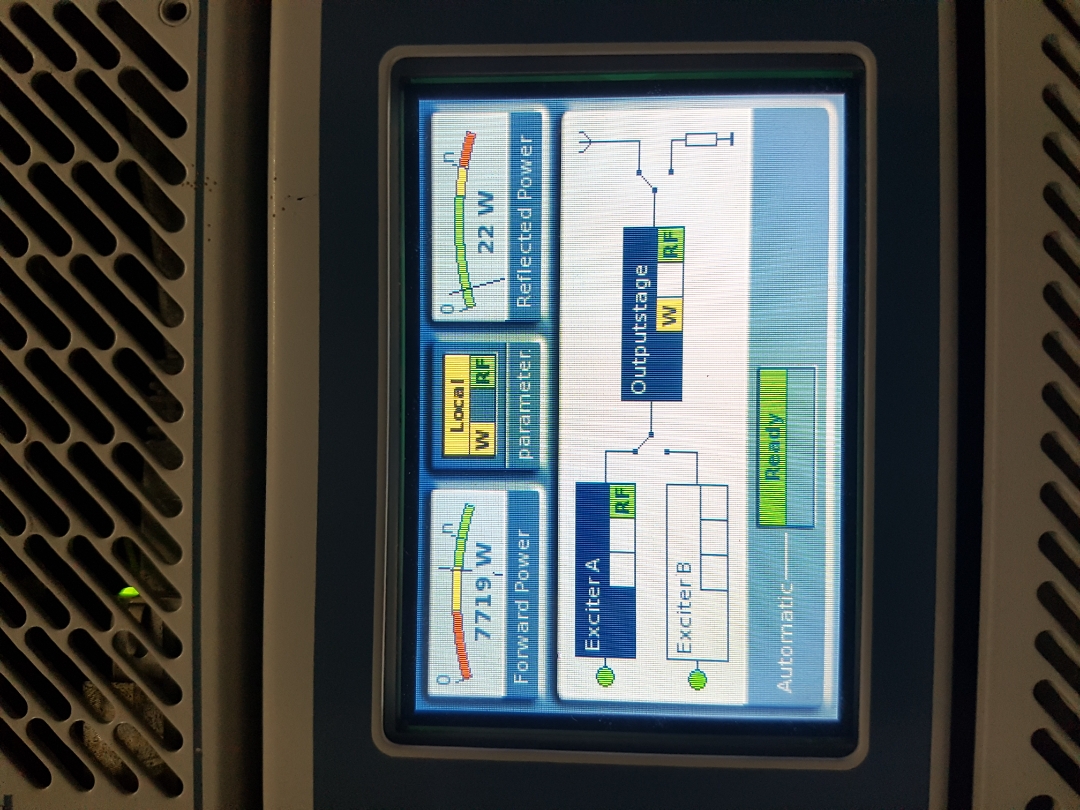 0 n
7719 W
Forward Power
Local
W RF
parameter.
0 n
22 W
Reflected Power
Exciter A
RF
Exciter B
Outputstage
W RF
Automatic
Ready